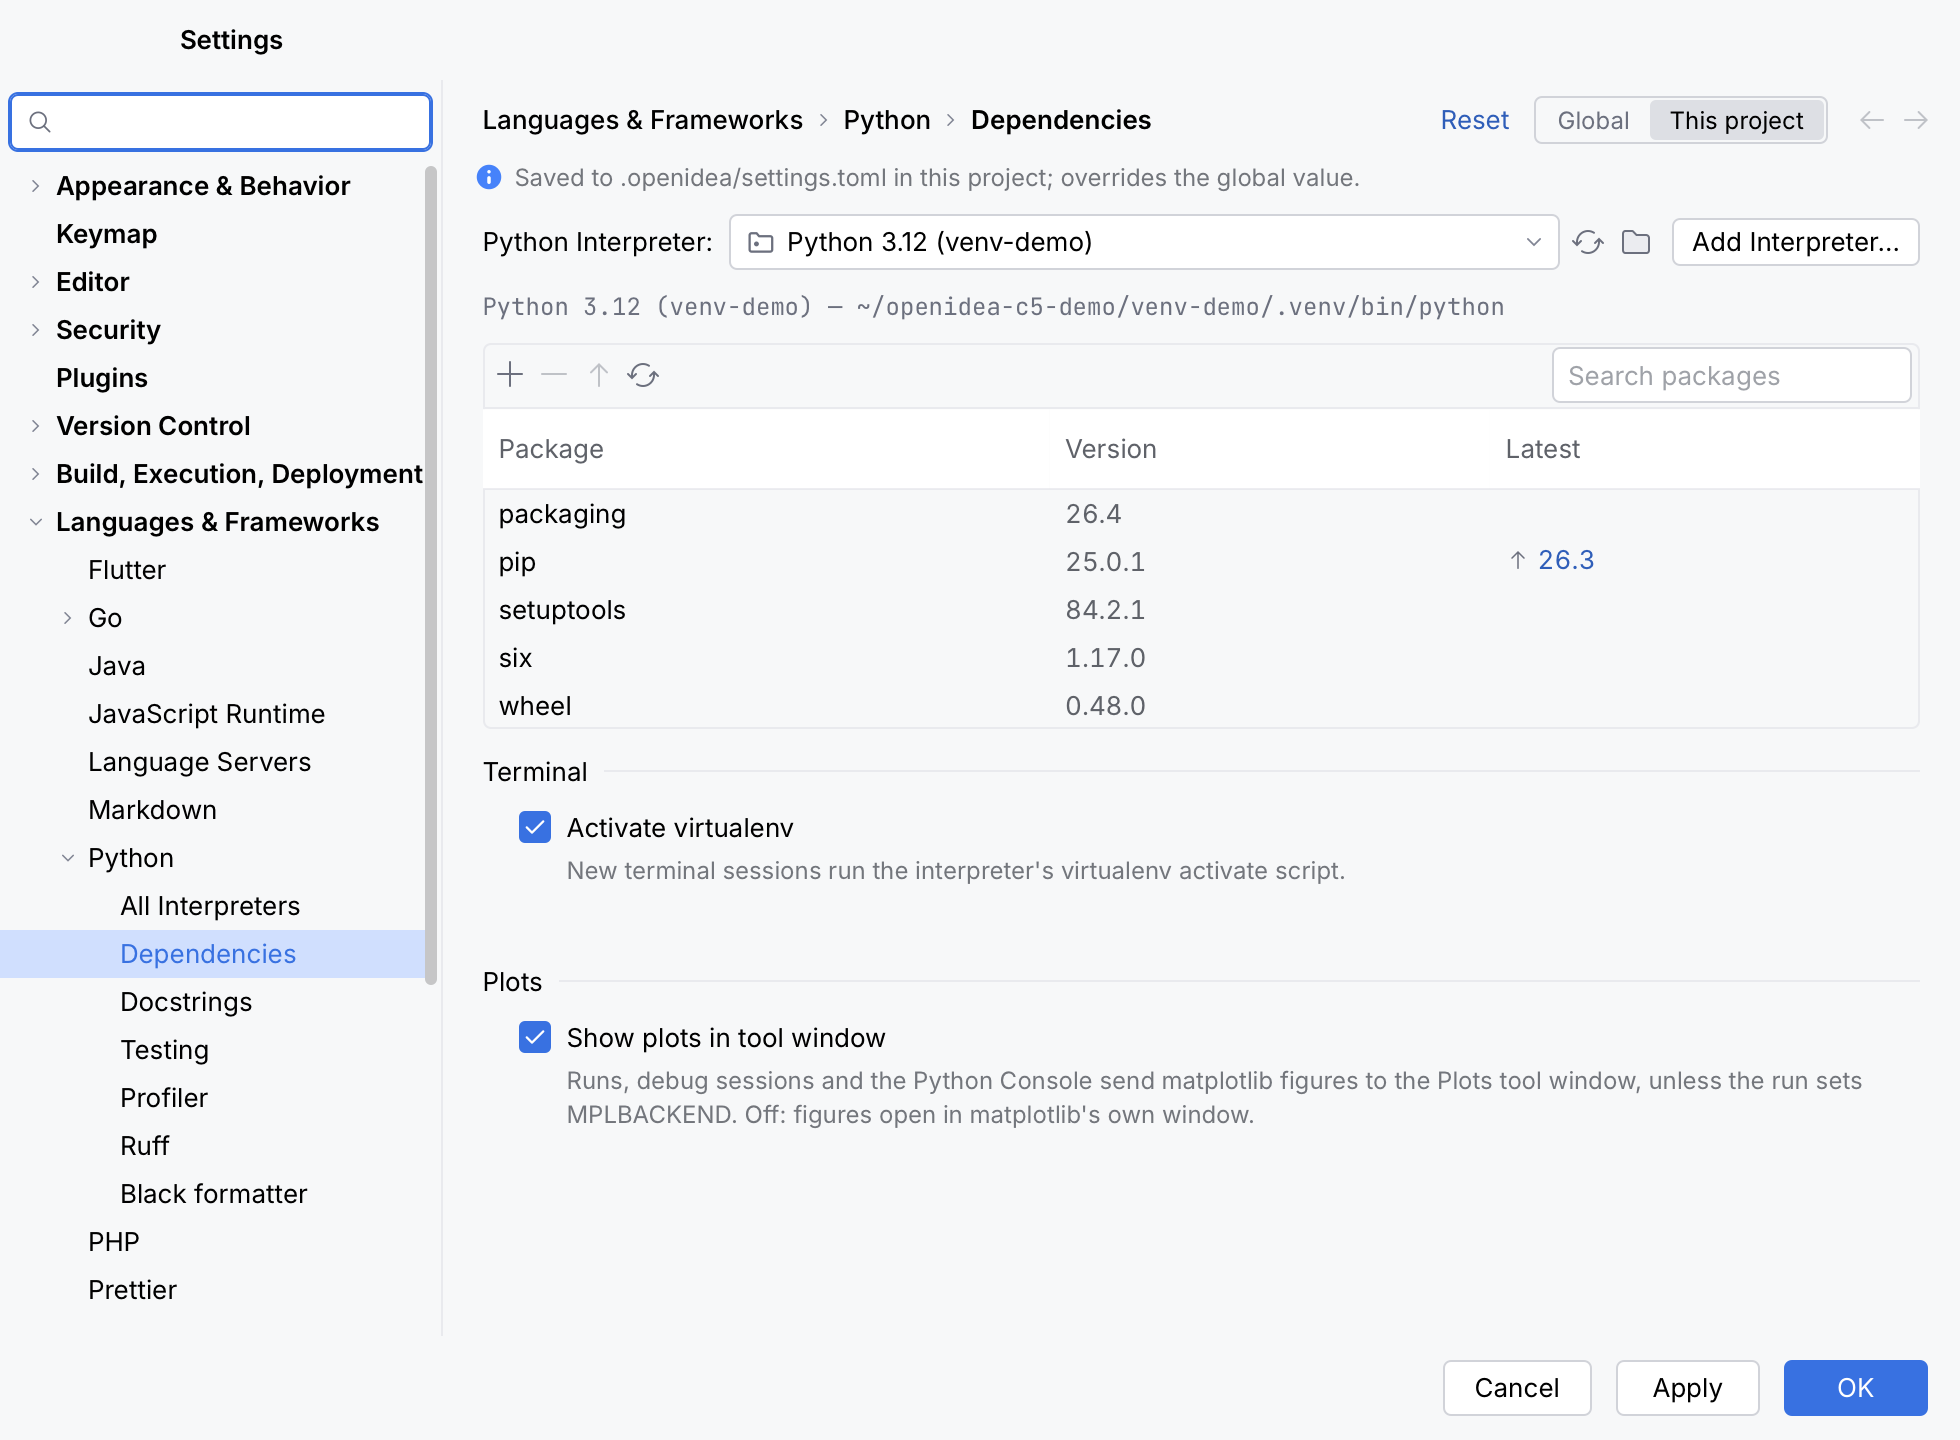 Settings
Appearance & Behavior
Keymap
Editor
Security
Plugins
Version Control
Build, Execution, Deployment
Languages & Frameworks
Flutter
Go
Java
JavaScript Runtime
Language Servers
Markdown
Python
All Interpreters
Dependencies
Docstrings
Testing
Profiler
Ruff
Black formatter
PHP
Prettier
Languages & Frameworks › Python › Dependencies
Reset
Global
This project
Saved to .openidea/settings.toml in this project; overrides the global value.
Python Interpreter:
Python 3.12 (venv-demo)
Add Interpreter...
Python 3.12 (venv-demo) — ~/openidea-c5-demo/venv-demo/.venv/bin/python
Search packages
Package Version Latest
packaging 26.4
pip 25.0.1 ↑ 26.3
setuptools 84.2.1
six 1.17.0
wheel 0.48.0
Terminal
Activate virtualenv
New terminal sessions run the interpreter's virtualenv activate script.
Plots
Show plots in tool window
Runs, debug sessions and the Python Console send matplotlib figures to the Plots tool window, unless the run sets
MPLBACKEND. Off: figures open in matplotlib's own window.
Cancel
Apply
OK